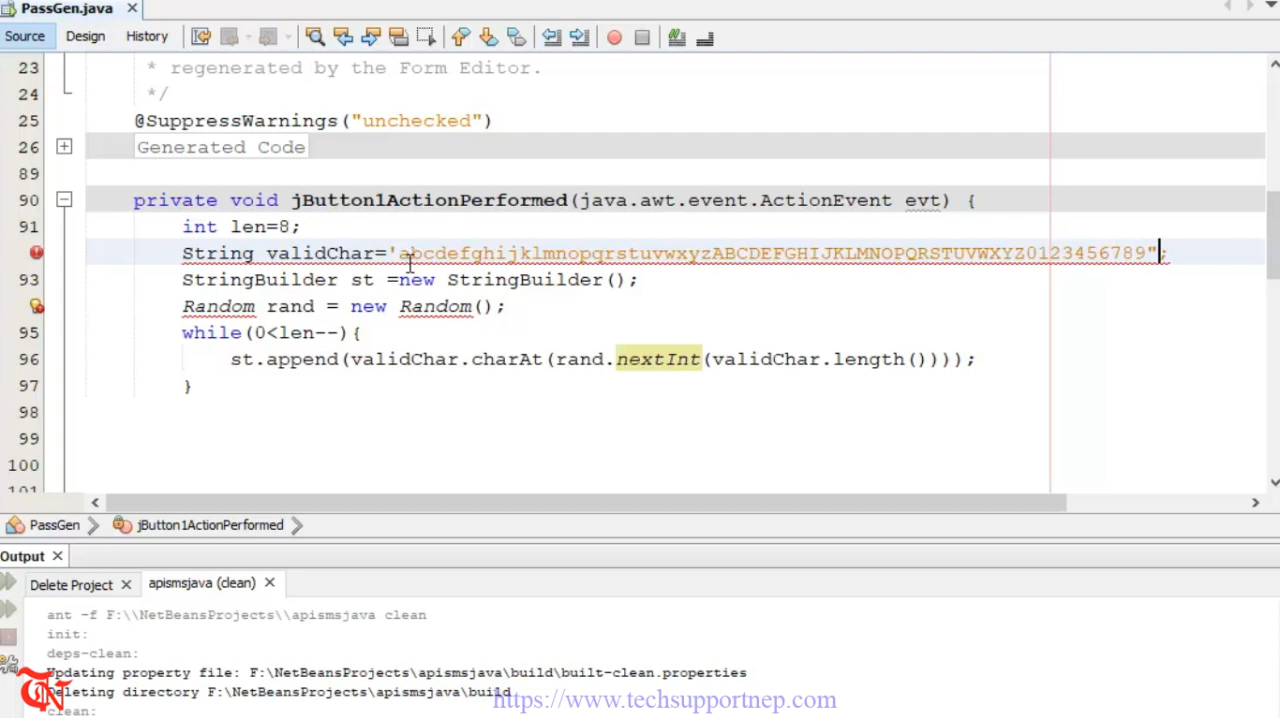 PassGen.java
Source Design History
23 * regenerated by the Form Editor.
24 */
25 @SuppressWarnings("unchecked")
26 Generated Code
89
90 private void jButton1ActionPerformed(java.awt.event.ActionEvent evt) {
91 int len=8;
String validChar='abcdefghijklmnopqrstuvwxyzABCDEFGHIJKLMNOPQRSTUVWXYZ0123456789";
93 StringBuilder st =new StringBuilder();
Random rand = new Random();
95 while(0<len--){
96 st.append(validChar.charAt(rand.nextInt(validChar.length())));
97 }
98
99
100
101
PassGen jButton1ActionPerformed
Output
Delete Project apismsjava (clean)
ant -f F:\\NetBeansProjects\\apismsjava clean
init:
deps-clean:
Updating property file: F:\NetBeansProjects\apismsjava\build\built-clean.properties
Deleting directory F:\NetBeansProjects\apismsjava\build
https://www.techsupportnep.com
clean: